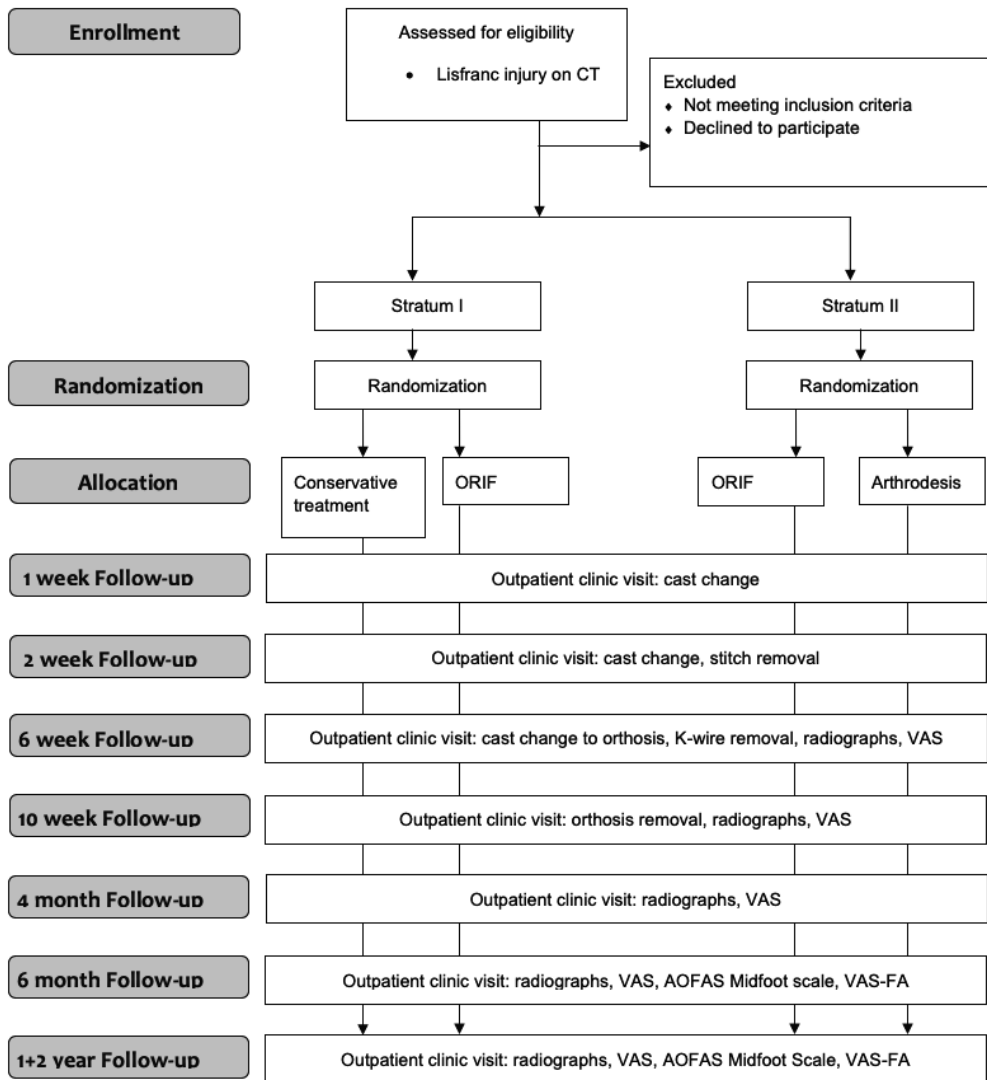 Enrollment
Assessed for eligibility
• Lisfranc injury on CT
Excluded
♦ Not meeting inclusion criteria
♦ Declined to participate
Stratum I
Stratum II
Randomization
Randomization
Randomization
Allocation
Conservative
treatment
ORIF
ORIF
Arthrodesis
1 week Follow-up
Outpatient clinic visit: cast change
2 week Follow-up
Outpatient clinic visit: cast change, stitch removal
6 week Follow-up
Outpatient clinic visit: cast change to orthosis, K-wire removal, radiographs, VAS
10 week Follow-up
Outpatient clinic visit: orthosis removal, radiographs, VAS
4 month Follow-up
Outpatient clinic visit: radiographs, VAS
6 month Follow-up
Outpatient clinic visit: radiographs, VAS, AOFAS Midfoot scale, VAS-FA
1+2 year Follow-up
Outpatient clinic visit: radiographs, VAS, AOFAS Midfoot Scale, VAS-FA